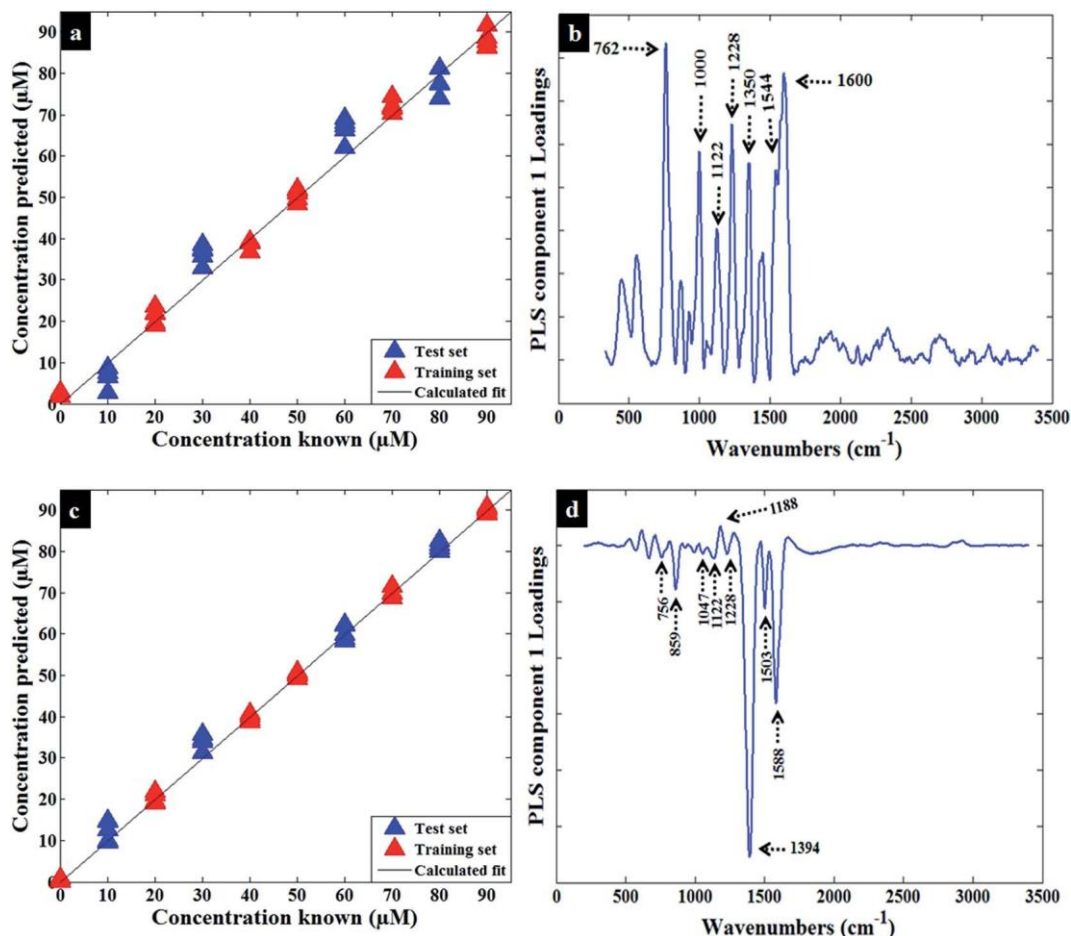 a
Concentration predicted (µM)
90
80
70
60
50
40
30
20
10
0
0 10 20 30 40 50 60 70 80 90
Concentration known (µM)
Test set
Training set
Calculated fit
b
PLS component 1 Loadings
762
1000
1122
1228
1350
1544
1600
0 500 1000 1500 2000 2500 3000 3500
Wavenumbers (cm⁻¹)
c
Concentration predicted (µM)
90
80
70
60
50
40
30
20
10
0
0 10 20 30 40 50 60 70 80 90
Concentration known (µM)
Test set
Training set
Calculated fit
d
PLS component 1 Loadings
756
859
1047
1122
1188
1228
1394
1503
1588
0 500 1000 1500 2000 2500 3000 3500
Wavenumbers (cm⁻¹)